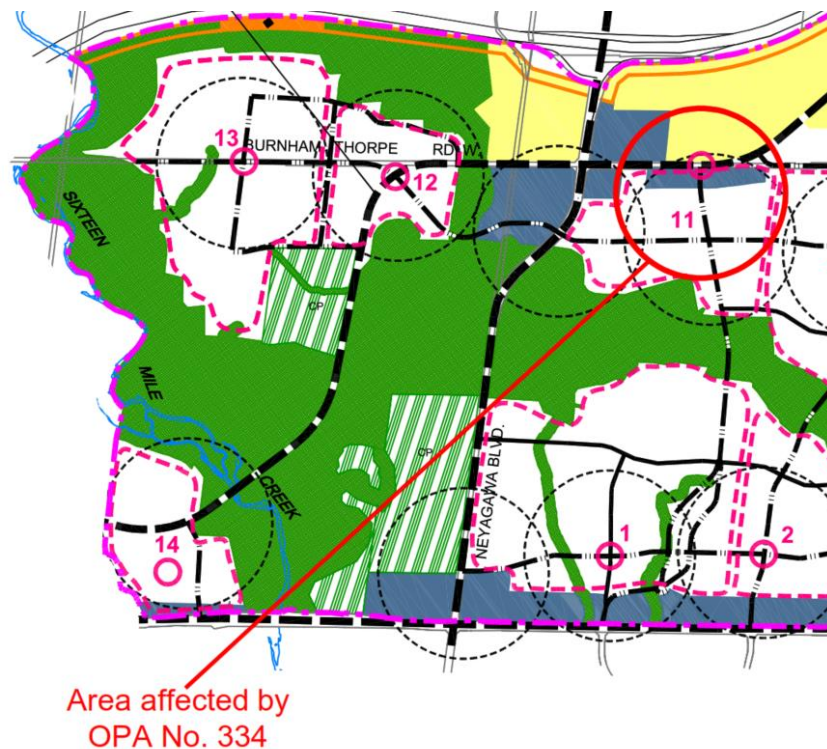 13
BURNHAMTHORPE RD. W.
12
11
SIXTEEN
CP
MILE
NEYAGAWA BLVD.
CP
CREEK
14
1
2
Area affected by
OPA No. 334